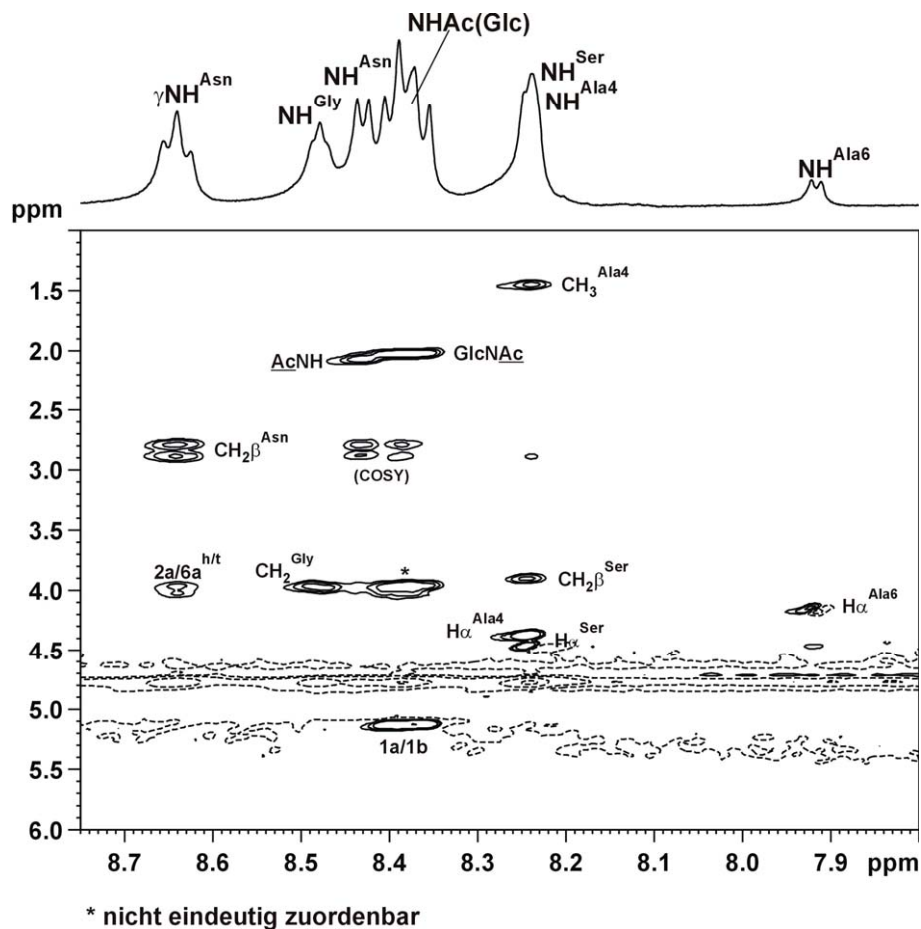 NHAc(Glc)
γNH^Asn
NH^Gly
NH^Asn
NH^Ser
NH^Ala4
NH^Ala6
ppm
1.5
CH₃^Ala4
2.0
AcNH
GlcNAc
2.5
CH₂β^Asn
3.0
(COSY)
3.5
2a/6a^h/t
CH₂^Gly
*
CH₂β^Ser
4.0
Hα^Ala6
Hα^Ala4
Hα^Ser
4.5
5.0
1a/1b
5.5
6.0
8.7 8.6 8.5 8.4 8.3 8.2 8.1 8.0 7.9 ppm
* nicht eindeutig zuordenbar